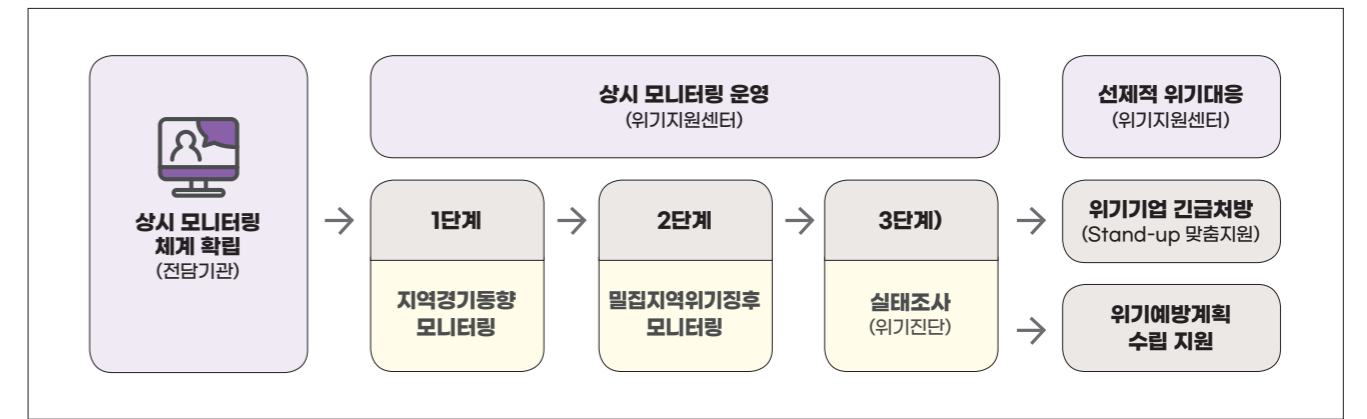 상시 모니터링
체계 확립
(전담기관)
상시 모니터링 운영
(위기지원센터)
1단계
지역경기동향
모니터링
2단계
밀집지역위기징후
모니터링
3단계)
실태조사
(위기진단)
선제적 위기대응
(위기지원센터)
위기기업 긴급처방
(Stand-up 맞춤지원)
위기예방계획
수립 지원